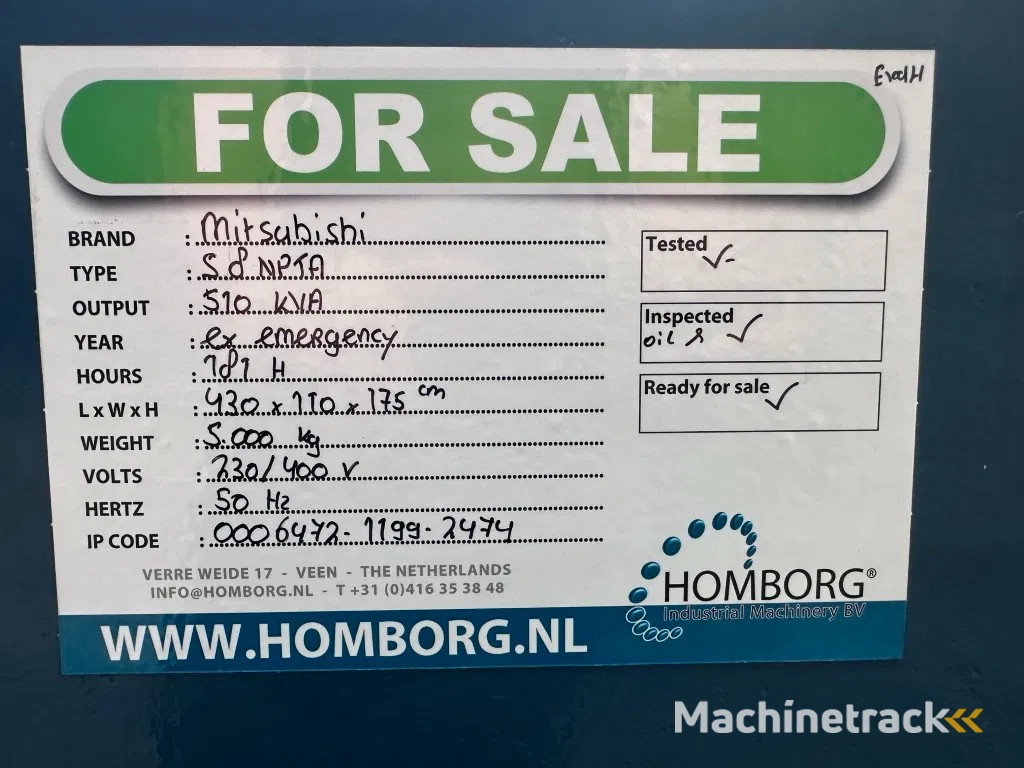 FOR SALE
BRAND : Mitsubishi
TYPE : S8NPTA
OUTPUT : 510 KVA
YEAR : ex emergency
HOURS : 181 H
L x W x H : 430 x 110 x 175 cm
WEIGHT : 5.000 kg
VOLTS : 230/400 V
HERTZ : 50 Hz
IP CODE : 0006472-1199-2474
Tested ✓-
Inspected
oil ✓
Ready for sale ✓
VERRE WEIDE 17 - VEEN - THE NETHERLANDS
INFO@HOMBORG.NL - T +31 (0)416 35 38 48
HOMBORG®
Industrial Machinery BV
WWW.HOMBORG.NL
Machinetrack